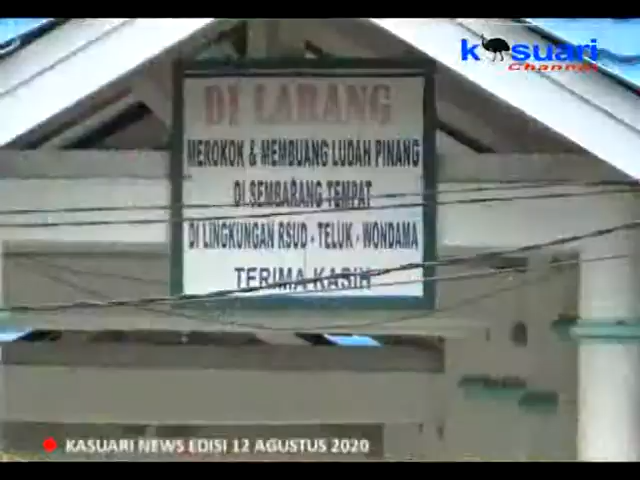 kasuari
Channel
DI LARANG
MEROKOK & MEMBUANG LUDAH PINANG
DI SEMBARANG TEMPAT
DI LINGKUNGAN RSUD - TELUK - WONDAMA
TERIMA KASIH
KASUARI NEWS EDISI 12 AGUSTUS 2020